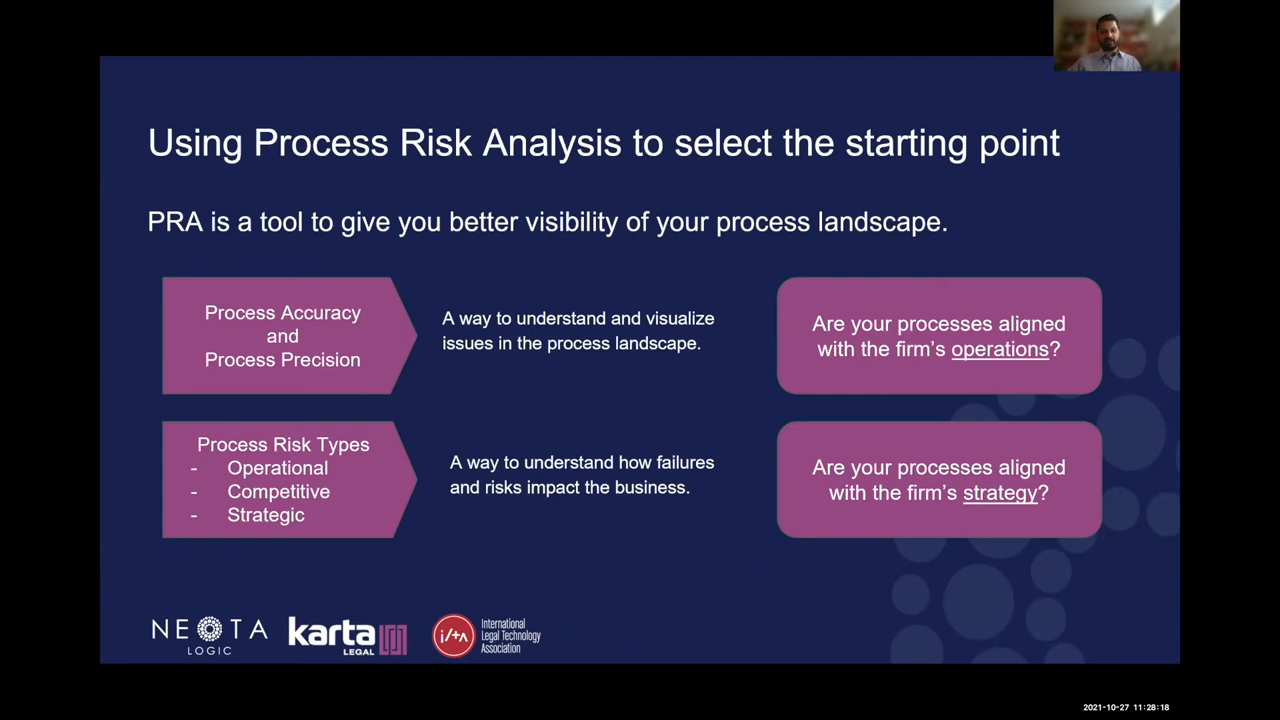 Using Process Risk Analysis to select the starting point
PRA is a tool to give you better visibility of your process landscape.
Process Accuracy
and
Process Precision
A way to understand and visualize
issues in the process landscape.
Are your processes aligned
with the firm's operations?
Process Risk Types
- Operational
- Competitive
- Strategic
A way to understand how failures
and risks impact the business.
Are your processes aligned
with the firm's strategy?
NEOTA
LOGIC
karta
LEGAL
i/ta
International
Legal Technology
Association
2021-10-27 11:28:18